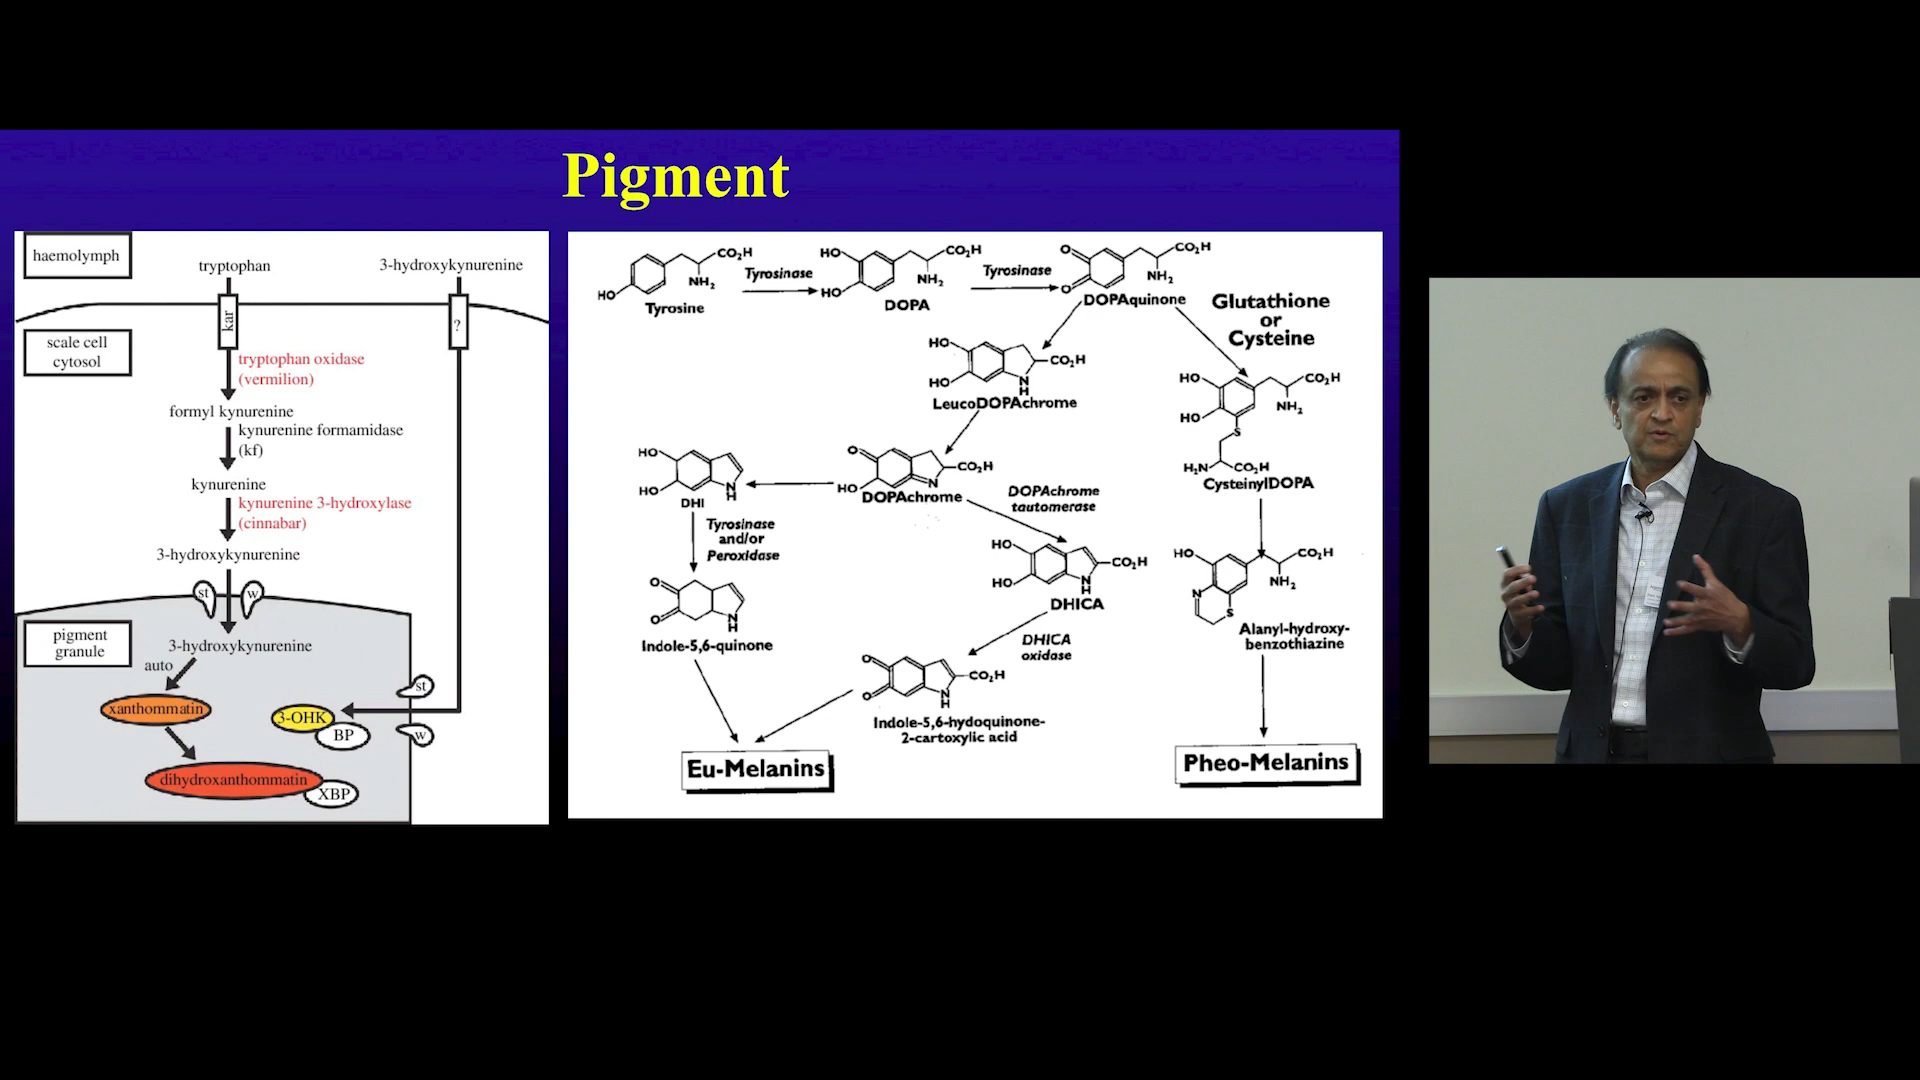 Pigment
haemolymph
tryptophan
3-hydroxykynurenine
kar
?
scale cell
cytosol
tryptophan oxidase
(vermilion)
formyl kynurenine
kynurenine formamidase
(kf)
kynurenine
kynurenine 3-hydroxylase
(cinnabar)
3-hydroxykynurenine
st
w
pigment
granule
3-hydroxykynurenine
auto
st
xanthommatin
3-OHK
BP
w
dihydroxanthommatin
XBP
CO₂H
NH₂
HO
Tyrosine
Tyrosinase
HO
HO
CO₂H
NH₂
DOPA
Tyrosinase
O
O
CO₂H
NH₂
DOPAquinone
Glutathione
or
Cysteine
HO
HO
CO₂H
N
H
LeucoDOPAchrome
HO
HO
CO₂H
NH₂
S
H₂N
CO₂H
CysteinylDOPA
HO
HO
N
H
DHI
O
HO
CO₂H
N
DOPAchrome
DOPAchrome
tautomerase
Tyrosinase
and/or
Peroxidase
HO
HO
CO₂H
N
H
DHICA
HO
CO₂H
NH₂
N
S
Alanyl-hydroxy-
benzothiazine
O
O
N
H
Indole-5,6-quinone
DHICA
oxidase
O
O
CO₂H
N
H
Indole-5,6-hydoquinone-
2-cartoxylic acid
Eu-Melanins
Pheo-Melanins